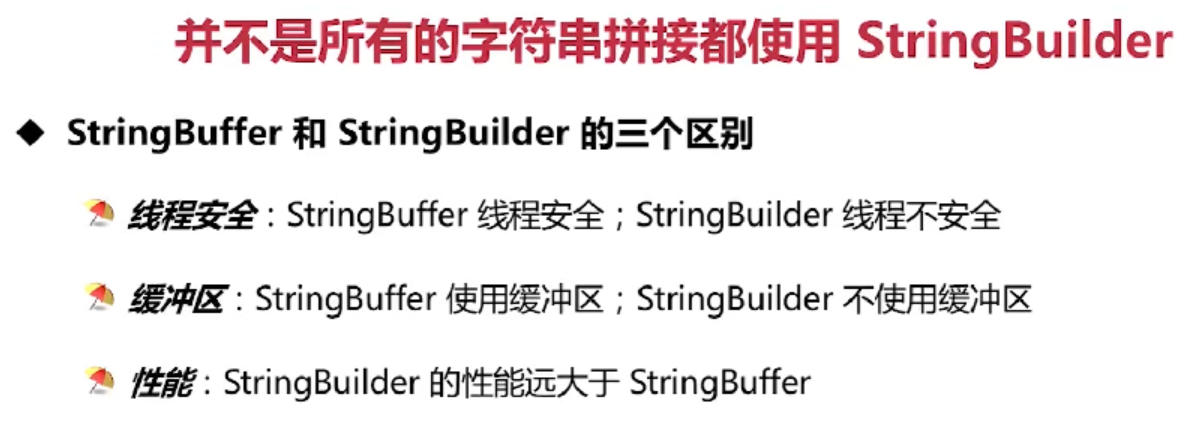 并不是所有的字符串拼接都使用 StringBuilder
◆ StringBuffer 和 StringBuilder 的三个区别
线程安全：StringBuffer 线程安全；StringBuilder 线程不安全
缓冲区：StringBuffer 使用缓冲区；StringBuilder 不使用缓冲区
性能：StringBuilder 的性能远大于 StringBuffer